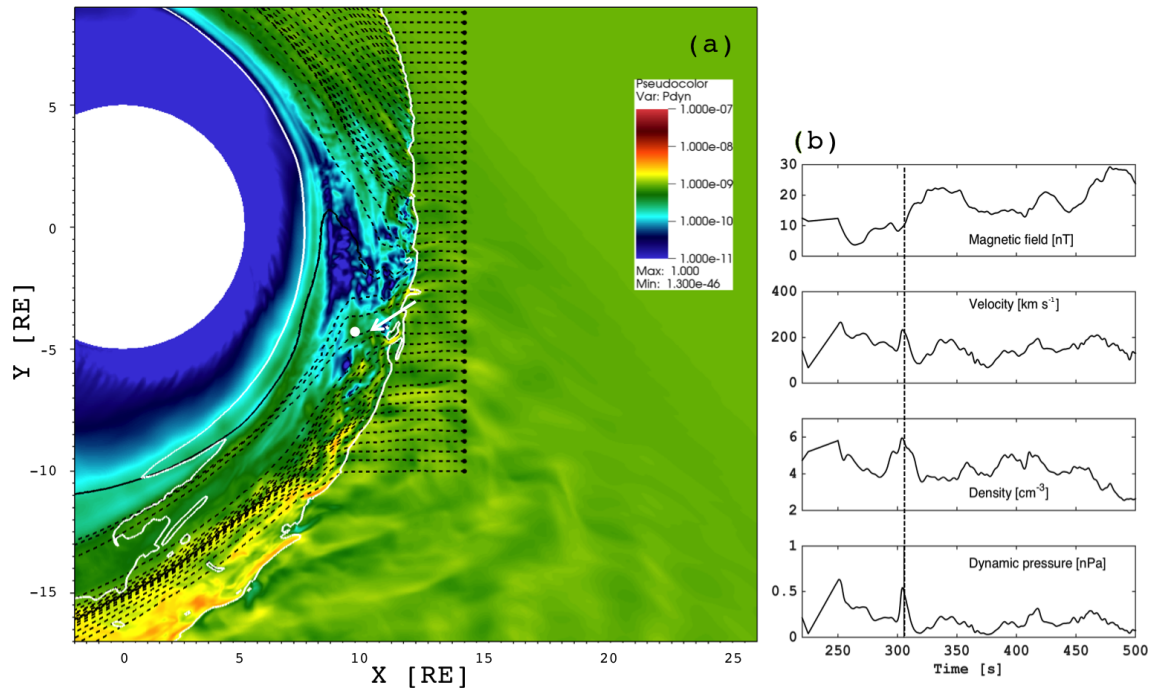 (a)
Pseudocolor
Var: Pdyn
1.000e-07
1.000e-08
1.000e-09
1.000e-10
1.000e-11
Max: 1.000
Min: 1.300e-46
5
0
-5
-10
-15
Y [RE]
0 5 10 15 20 25
X [RE]
(b)
30
20
10
0
Magnetic field [nT]
400
200
0
Velocity [km s⁻¹]
6
4
2
Density [cm⁻³]
1
0.5
0
Dynamic pressure [nPa]
250 300 350 400 450 500
Time [s]